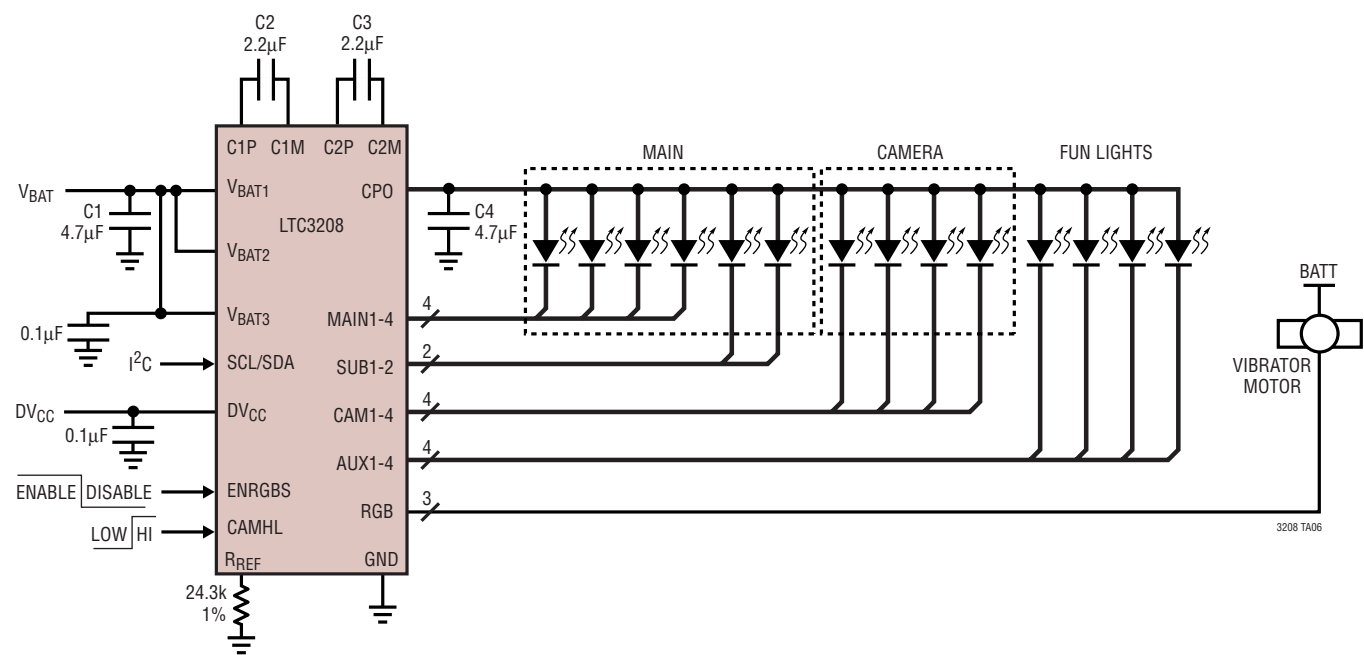 C2
2.2µF
C3
2.2µF
C1P C1M C2P C2M
MAIN
CAMERA
FUN LIGHTS
VBAT
VBAT1
CPO
C1
4.7µF
LTC3208
C4
4.7µF
VBAT2
BATT
0.1µF
VBAT3
MAIN1-4
4
VIBRATOR
MOTOR
I2C
SCL/SDA
SUB1-2
2
DVCC
DVCC
CAM1-4
4
0.1µF
AUX1-4
4
ENABLE DISABLE
ENRGBS
RGB
3
LOW HI
CAMHL
3208 TA06
RREF
GND
24.3k
1%